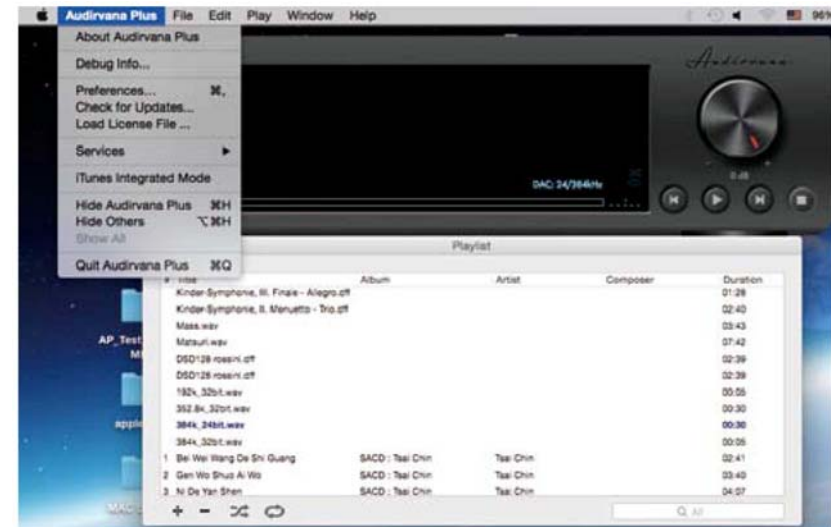 Audirvana Plus File Edit Play Window Help 96%
About Audirvana Plus
Debug Info...
Preferences... ⌘,
Check for Updates...
Load License File ...
Services ▶
iTunes Integrated Mode
Hide Audirvana Plus ⌘H
Hide Others ⌥⌘H
Show All
Quit Audirvana Plus ⌘Q
Audirvana
0 dB
DAC: 24/384kHz
Playlist
# Title Album Artist Composer Duration
Kinder-Symphonie, III. Finale - Allegro.dff 01:28
Kinder-Symphonie, II. Menuetto - Trio.dff 02:40
Mass.wav 03:43
Matsuri.wav 07:42
DSD128 rossini.dff 02:39
DSD128 rossini.dff 02:39
192k_32bit.wav 00:05
352.8k_32bit.wav 00:30
384k_24bit.wav 00:30
384k_32bit.wav 00:05
1 Bei Wei Wang De Shi Guang SACD : Tsai Chin Tsai Chin 02:41
2 Gen Wo Shuo Ai Wo SACD : Tsai Chin Tsai Chin 03:40
3 Ni De Yan Shen SACD : Tsai Chin Tsai Chin 04:07
AP_Test
apple
MAC
All